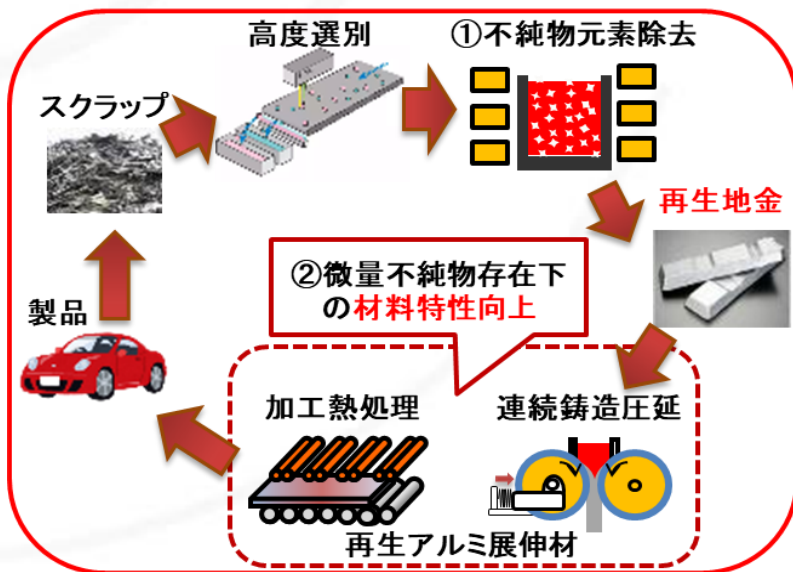 高度選別
①不純物元素除去
スクラップ
再生地金
②微量不純物存在下
の材料特性向上
製品
加工熱処理
連続鋳造圧延
再生アルミ展伸材